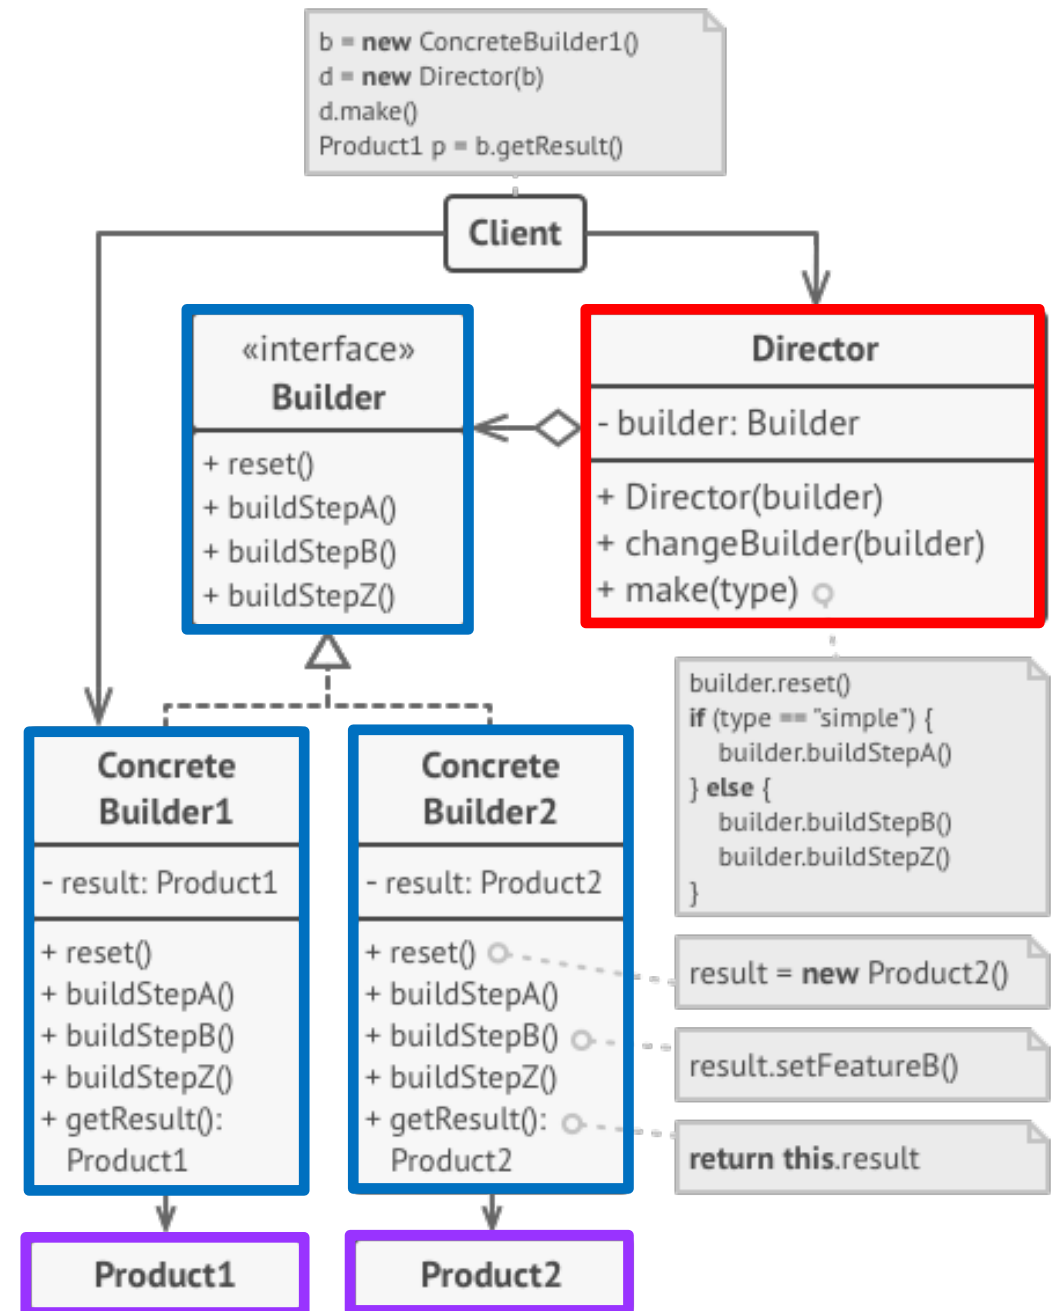 b = new ConcreteBuilder1()
d = new Director(b)
d.make()
Product1 p = b.getResult()
Client
«interface»
Builder
+ reset()
+ buildStepA()
+ buildStepB()
+ buildStepZ()
Director
- builder: Builder
+ Director(builder)
+ changeBuilder(builder)
+ make(type)
builder.reset()
if (type == "simple") {
builder.buildStepA()
} else {
builder.buildStepB()
builder.buildStepZ()
}
Concrete
Builder1
- result: Product1
+ reset()
+ buildStepA()
+ buildStepB()
+ buildStepZ()
+ getResult():
Product1
Concrete
Builder2
- result: Product2
+ reset()
+ buildStepA()
+ buildStepB()
+ buildStepZ()
+ getResult():
Product2
result = new Product2()
result.setFeatureB()
return this.result
Product1
Product2